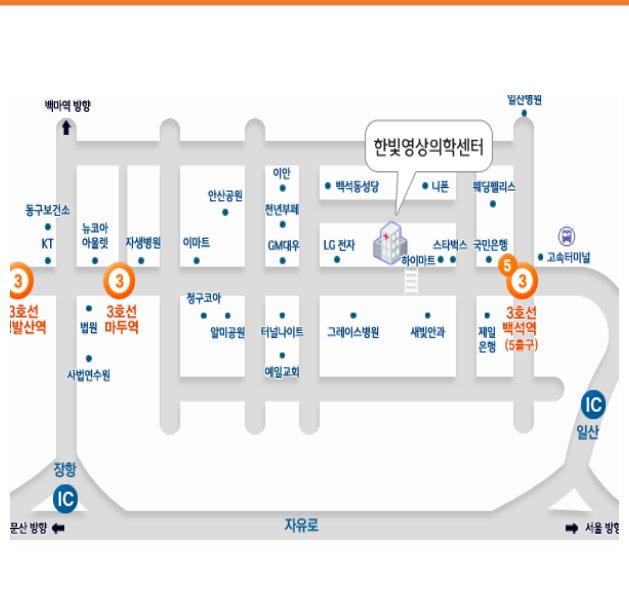 백마역 방향
일산병원
한빛영상의학센터
이안
백석동성당
니폰
웨딩펠리스
안산공원
천년부페
동구보건소
뉴코아
아울렛
KT
자생병원
이마트
GM대우
LG 전자
하이마트
스타벅스
국민은행
고속터미널
5
3
3
3
3호선
발산역
법원
3호선
마두역
청구코아
알미공원
터널나이트
그레이스병원
새빛안과
제일
은행
3호선
백석역
(5출구)
사법연수원
예일교회
IC
일산
장항
IC
문산 방향
자유로
서울 방향